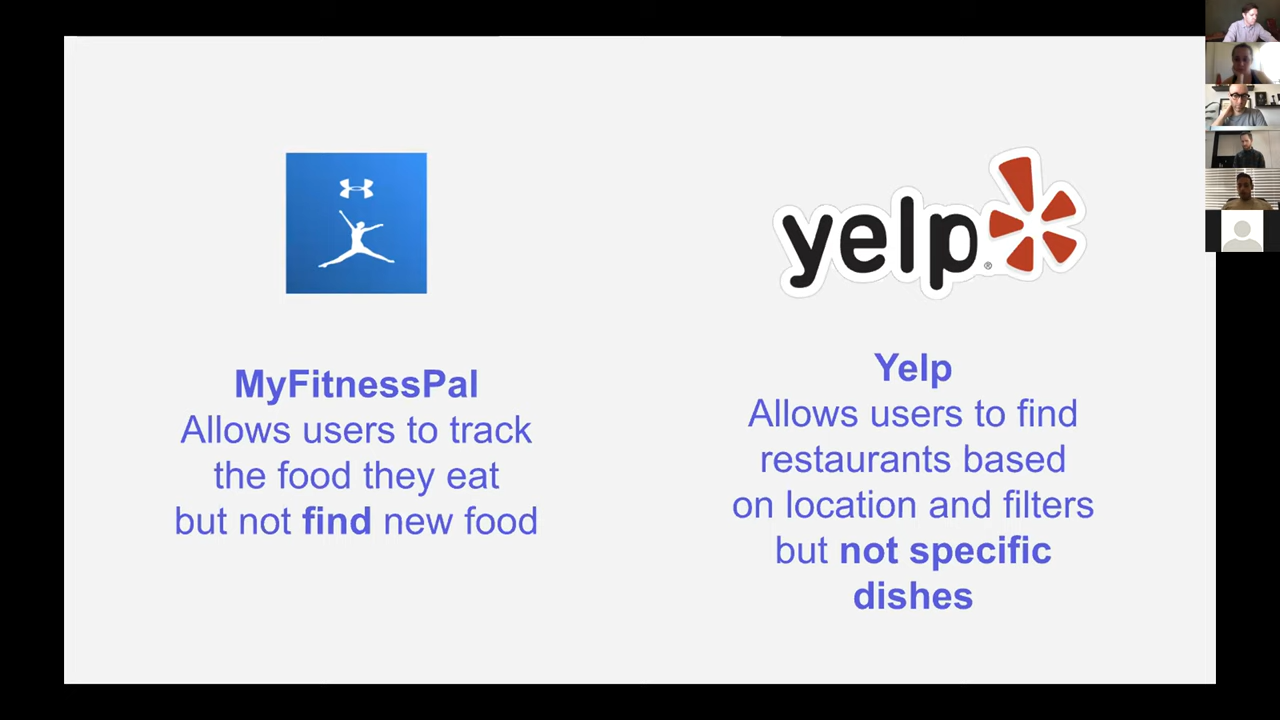 yelp
®
MyFitnessPal
Allows users to track
the food they eat
but not find new food
Yelp
Allows users to find
restaurants based
on location and filters
but not specific
dishes